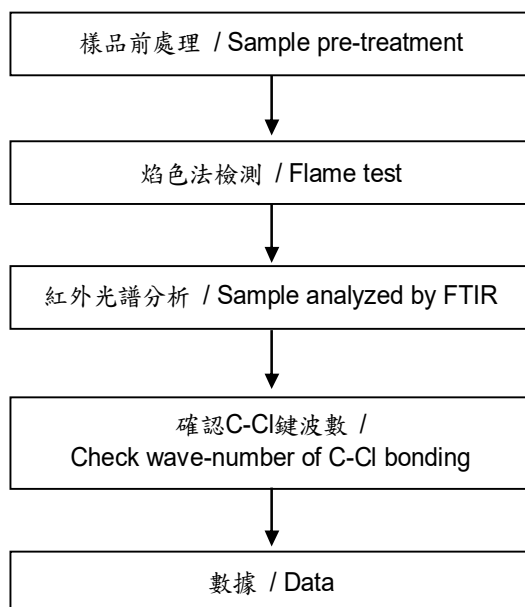 樣品前處理 / Sample pre-treatment
焰色法檢測 / Flame test
紅外光譜分析 / Sample analyzed by FTIR
確認C-Cl鍵波數 /
Check wave-number of C-Cl bonding
數據 / Data